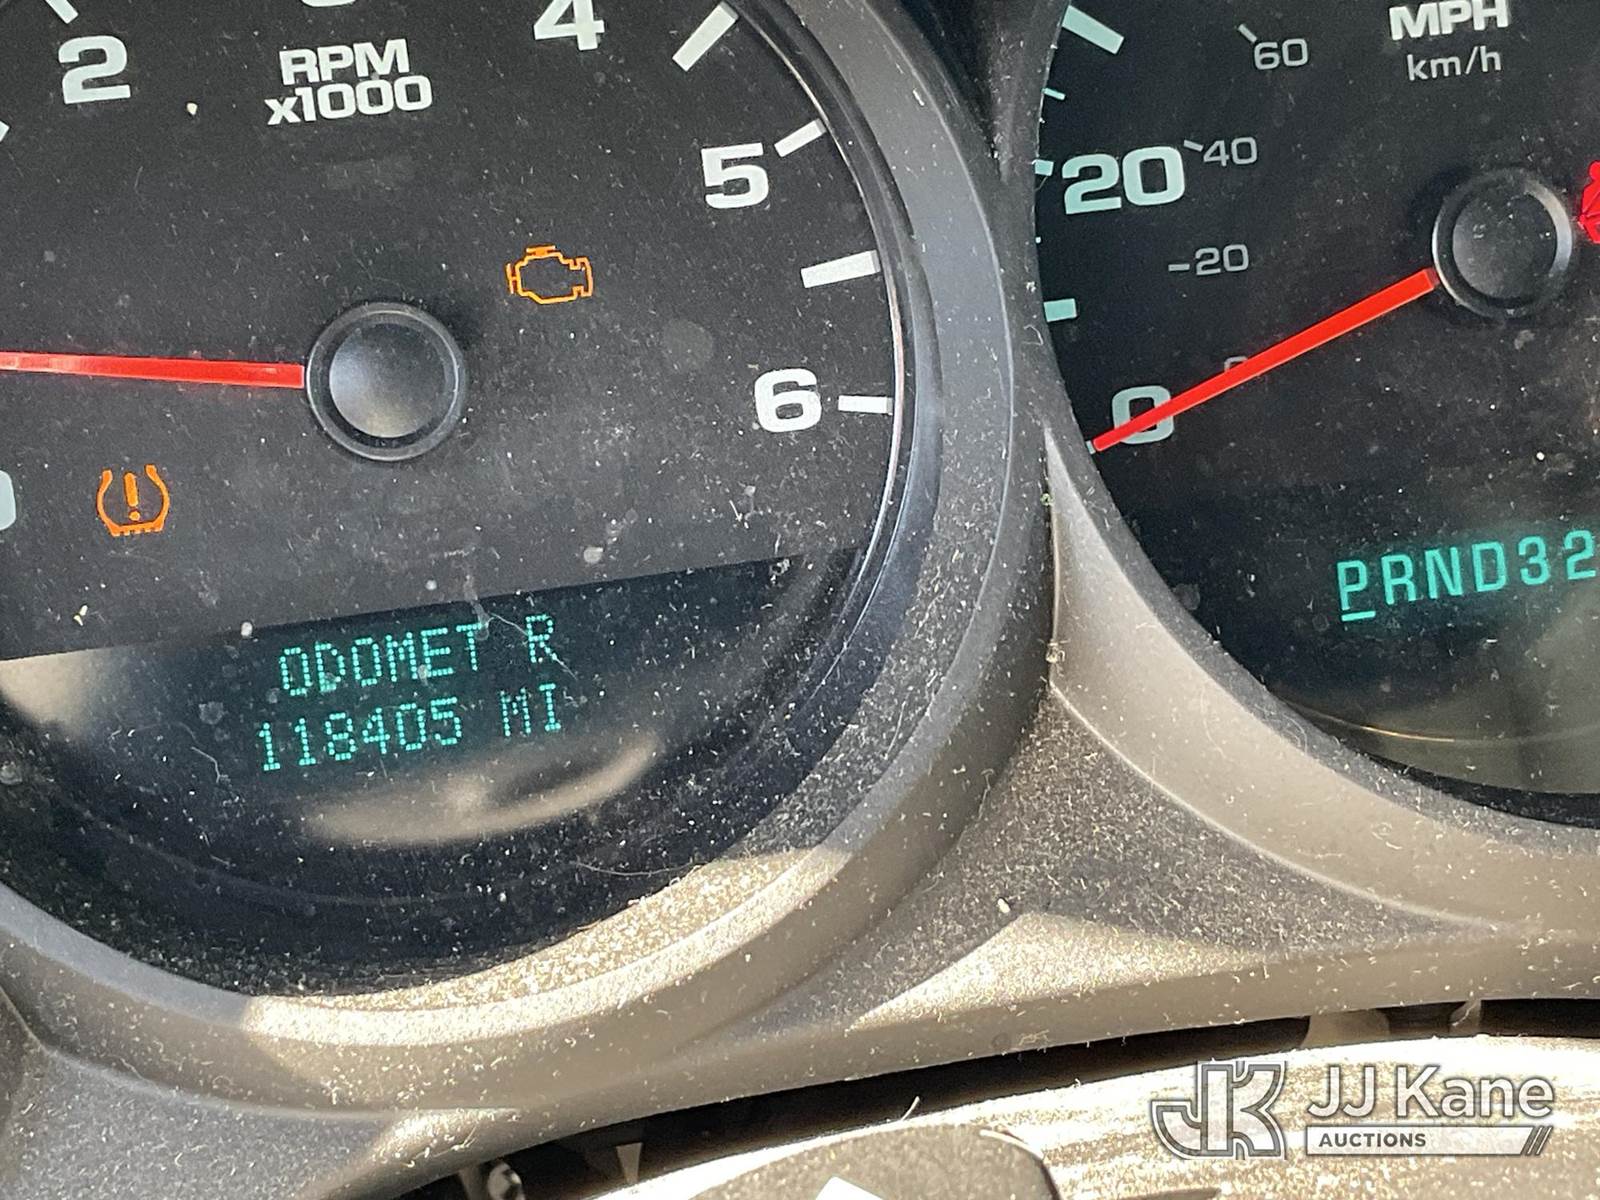 2
4
RPM
x1000
5
6
MPH
km/h
60
20
40
20
0
PRND32
ODOMET R
118405 MI
JK JJ Kane
AUCTIONS